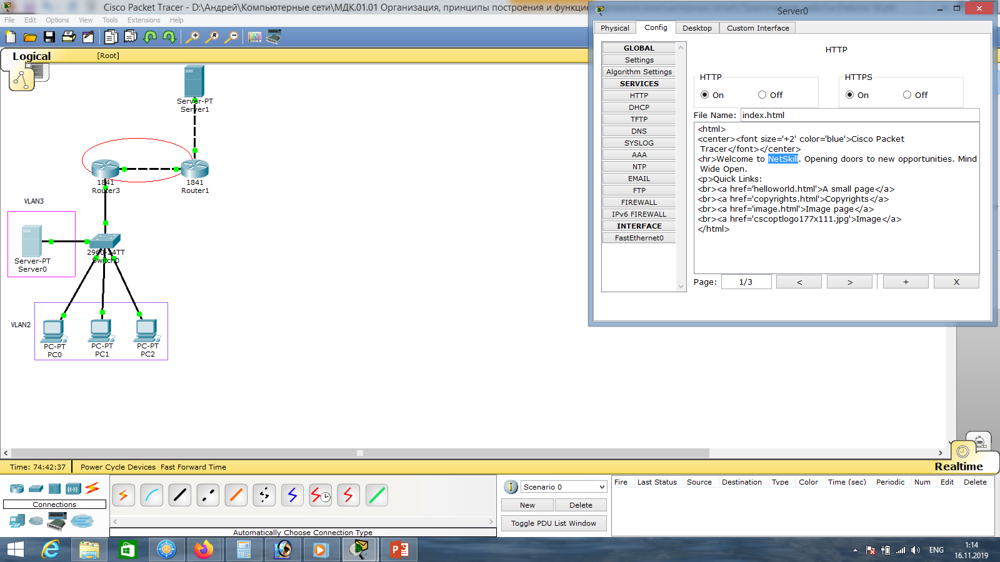 Cisco Packet Tracer - D:\Андрей\Компьютерные сети\МДК.01.01 Организация, принципы построения и функцио
File Edit Options View Tools Extensions Help
Logical
[Root]
Server-PT
Server1
1841
Router3
1841
Router1
VLAN3
Server-PT
Server0
2960-24TT
Switch0
VLAN2
PC-PT
PC0
PC-PT
PC1
PC-PT
PC2
Server0
Physical Config Desktop Custom Interface
GLOBAL
Settings
Algorithm Settings
SERVICES
HTTP
DHCP
TFTP
DNS
SYSLOG
AAA
NTP
EMAIL
FTP
FIREWALL
IPv6 FIREWALL
INTERFACE
FastEthernet0
HTTP
HTTP
On Off
HTTPS
On Off
File Name: index.html
<html>
<center><font size='+2' color='blue'>Cisco Packet
Tracer</font></center>
<hr>Welcome to NetSkill. Opening doors to new opportunities. Mind
Wide Open.
<p>Quick Links:
<br><a href='helloworld.html'>A small page</a>
<br><a href='copyrights.html'>Copyrights</a>
<br><a href='image.html'>Image page</a>
<br><a href='cscoptlogo177x111.jpg'>Image</a>
</html>
Page: 1/3 < > + X
Time: 74:42:37 Power Cycle Devices Fast Forward Time
Realtime
Connections
Automatically Choose Connection Type
Scenario 0
New Delete
Toggle PDU List Window
Fire Last Status Source Destination Type Color Time (sec) Periodic Num Edit Delete
ENG
1:14
16.11.2019